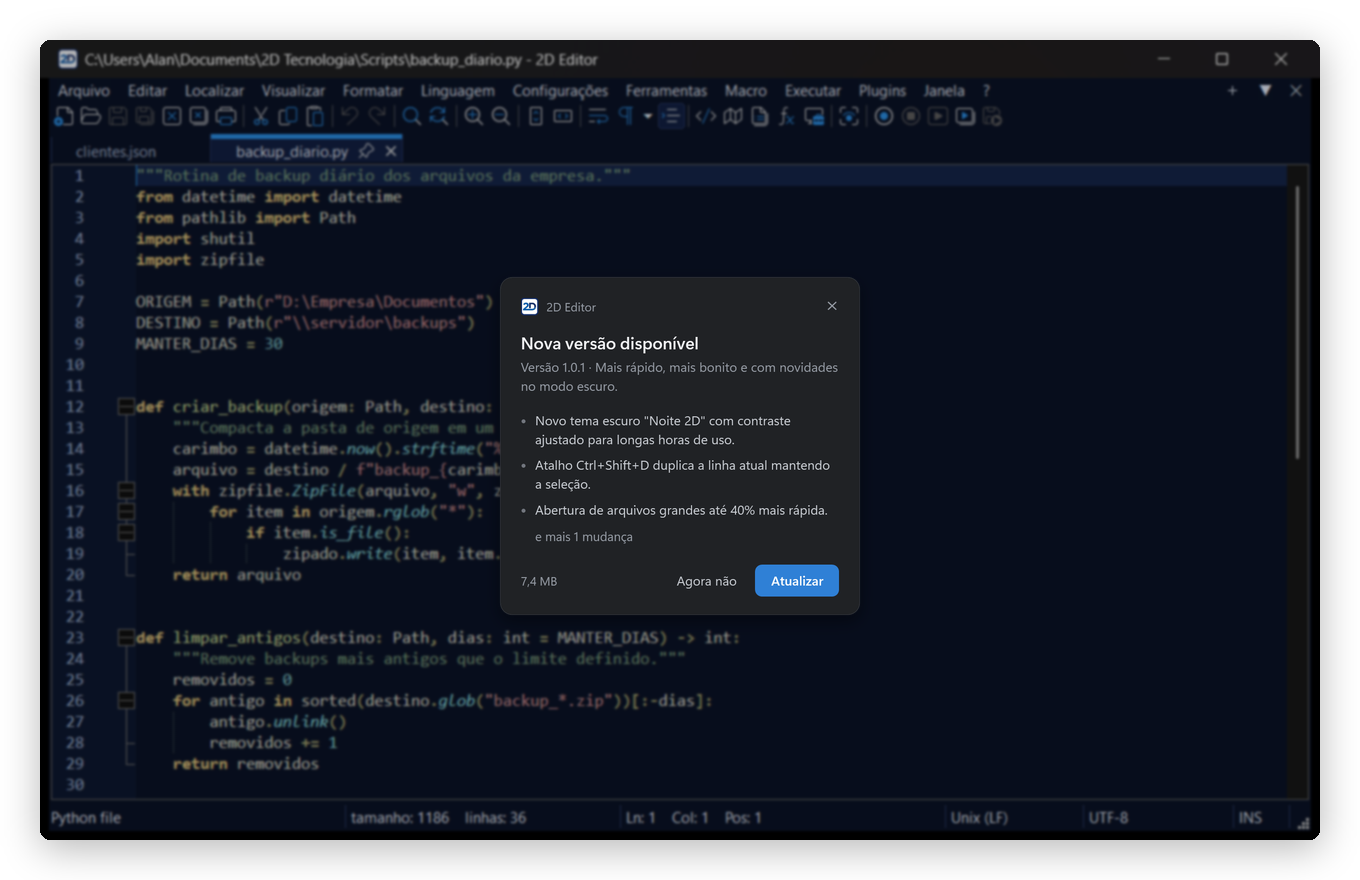 2D C:\Users\Alan\Documents\2D Tecnologia\Scripts\backup_diario.py - 2D Editor
Arquivo Editar Localizar Visualizar Formatar Linguagem Configurações Ferramentas Macro Executar Plugins Janela ?
clientes.json backup_diario.py
1 """Rotina de backup diário dos arquivos da empresa."""
2 from datetime import datetime
3 from pathlib import Path
4 import shutil
5 import zipfile
6
7 ORIGEM = Path(r"D:\Empresa\Documentos")
8 DESTINO = Path(r"\\servidor\backups")
9 MANTER_DIAS = 30
10
11
12 def criar_backup(origem: Path, destino:
13 """Compacta a pasta de origem em um
14 carimbo = datetime.now().strftime("%
15 arquivo = destino / f"backup_{carimb
16 with zipfile.ZipFile(arquivo, "w", z
17 for item in origem.rglob("*"):
18 if item.is_file():
19 zipado.write(item, item.
20 return arquivo
21
22
23 def limpar_antigos(destino: Path, dias: int = MANTER_DIAS) -> int:
24 """Remove backups mais antigos que o limite definido."""
25 removidos = 0
26 for antigo in sorted(destino.glob("backup_*.zip"))[:-dias]:
27 antigo.unlink()
28 removidos += 1
29 return removidos
30
2D 2D Editor
Nova versão disponível
Versão 1.0.1 · Mais rápido, mais bonito e com novidades
no modo escuro.
• Novo tema escuro "Noite 2D" com contraste
ajustado para longas horas de uso.
• Atalho Ctrl+Shift+D duplica a linha atual mantendo
a seleção.
• Abertura de arquivos grandes até 40% mais rápida.
e mais 1 mudança
7,4 MB Agora não Atualizar
Python file tamanho: 1186 linhas: 36 Ln: 1 Col: 1 Pos: 1 Unix (LF) UTF-8 INS